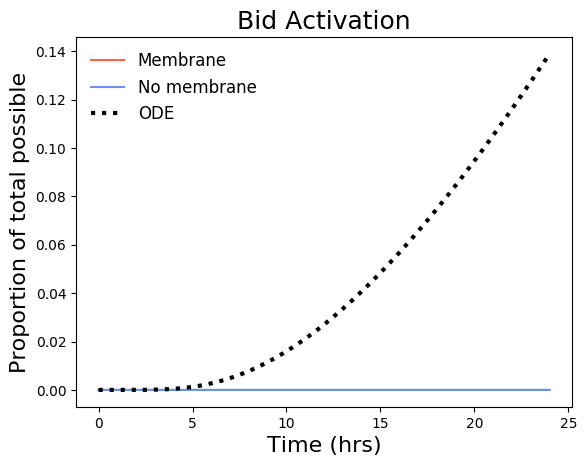 Bid Activation
Proportion of total possible
0.14
0.12
0.10
0.08
0.06
0.04
0.02
0.00
Membrane
No membrane
ODE
0
5
10
15
20
25
Time (hrs)